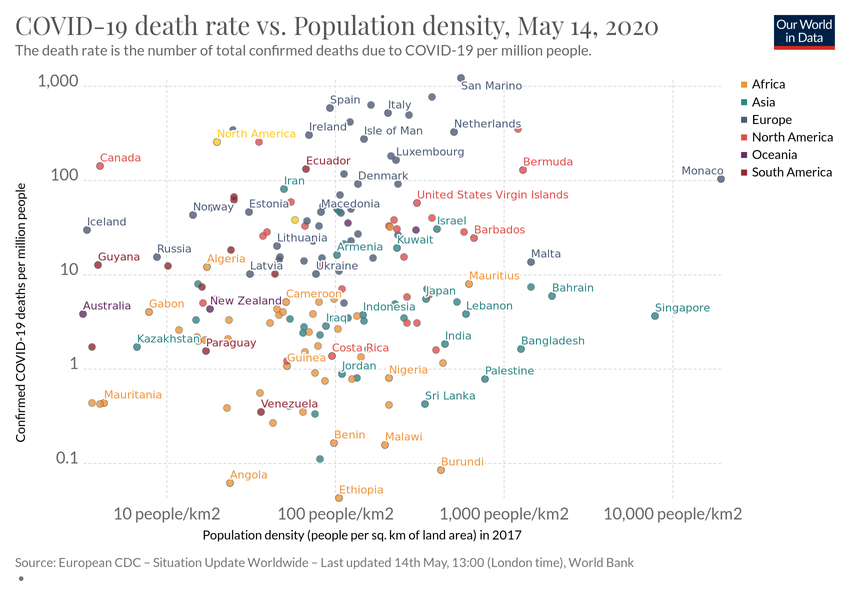 COVID-19 death rate vs. Population density, May 14, 2020
The death rate is the number of total confirmed deaths due to COVID-19 per million people.
Our World
in Data
1,000
100
10
1
0.1
Confirmed COVID-19 deaths per million people
San Marino
Spain
Italy
Ireland
Isle of Man
Netherlands
North America
Luxembourg
Canada
Ecuador
Bermuda
Denmark
Monaco
Iran
United States Virgin Islands
Norway
Estonia
Macedonia
Iceland
Israel
Barbados
Lithuania
Armenia
Kuwait
Russia
Guyana
Algeria
Latvia
Ukraine
Malta
Mauritius
Cameroon
Japan
Bahrain
Australia
Gabon
New Zealand
Indonesia
Lebanon
Singapore
Iraq
Kazakhstan
Paraguay
Costa Rica
India
Bangladesh
Guinea
Jordan
Nigeria
Palestine
Mauritania
Venezuela
Sri Lanka
Benin
Malawi
Burundi
Angola
Ethiopia
Africa
Asia
Europe
North America
Oceania
South America
10 people/km2
100 people/km2
1,000 people/km2
10,000 people/km2
Population density (people per sq. km of land area) in 2017
Source: European CDC – Situation Update Worldwide – Last updated 14th May, 13:00 (London time), World Bank